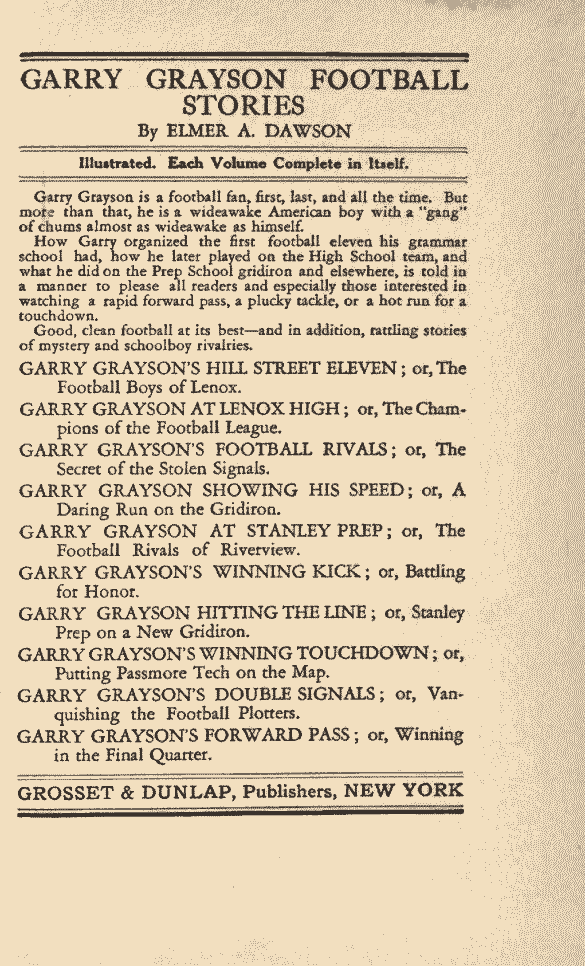 GARRY GRAYSON FOOTBALL
STORIES
By ELMER A. DAWSON
Illustrated. Each Volume Complete in Itself.
Garry Grayson is a football fan, first, last, and all the time. But
more than that, he is a wideawake American boy with a "gang"
of chums almost as wideawake as himself.
How Garry organized the first football eleven his grammar
school had, how he later played on the High School team, and
what he did on the Prep School gridiron and elsewhere, is told in
a manner to please all readers and especially those interested in
watching a rapid forward pass, a plucky tackle, or a hot run for a
touchdown.
Good, clean football at its best—and in addition, rattling stories
of mystery and schoolboy rivalries.
GARRY GRAYSON'S HILL STREET ELEVEN; or, The
Football Boys of Lenox.
GARRY GRAYSON AT LENOX HIGH; or, The Cham-
pions of the Football League.
GARRY GRAYSON'S FOOTBALL RIVALS; or, The
Secret of the Stolen Signals.
GARRY GRAYSON SHOWING HIS SPEED; or, A
Daring Run on the Gridiron.
GARRY GRAYSON AT STANLEY PREP; or, The
Football Rivals of Riverview.
GARRY GRAYSON'S WINNING KICK; or, Battling
for Honor.
GARRY GRAYSON HITTING THE LINE; or, Stanley
Prep on a New Gridiron.
GARRY GRAYSON'S WINNING TOUCHDOWN; or,
Putting Passmore Tech on the Map.
GARRY GRAYSON'S DOUBLE SIGNALS; or, Van-
quishing the Football Plotters.
GARRY GRAYSON'S FORWARD PASS; or, Winning
in the Final Quarter.
GROSSET & DUNLAP, Publishers, NEW YORK